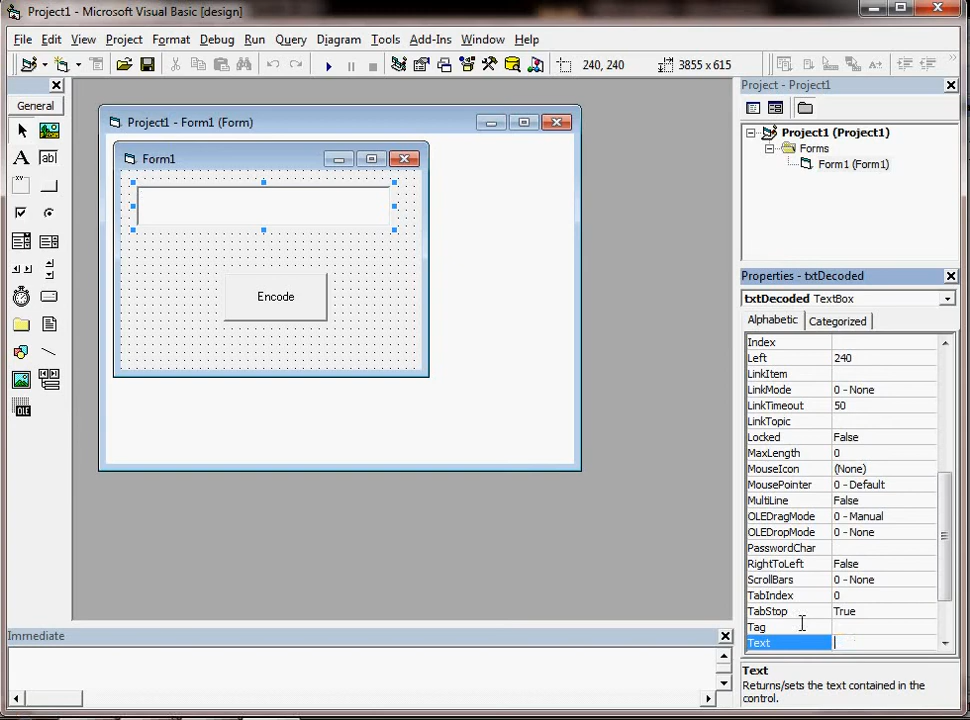 Project1 - Microsoft Visual Basic [design]
File Edit View Project Format Debug Run Query Diagram Tools Add-Ins Window Help
240, 240 3855 x 615
General
Project1 - Form1 (Form)
Form1
Encode
Project - Project1
Project1 (Project1)
Forms
Form1 (Form1)
Properties - txtDecoded
txtDecoded TextBox
Alphabetic Categorized
Index
Left 240
LinkItem
LinkMode 0 - None
LinkTimeout 50
LinkTopic
Locked False
MaxLength 0
MouseIcon (None)
MousePointer 0 - Default
MultiLine False
OLEDragMode 0 - Manual
OLEDropMode 0 - None
PasswordChar
RightToLeft False
ScrollBars 0 - None
TabIndex 0
TabStop True
Tag
Text
Text
Returns/sets the text contained in the
control.
Immediate